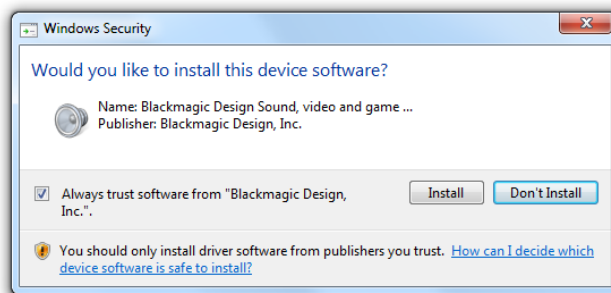 Windows Security
Would you like to install this device software?
Name: Blackmagic Design Sound, video and game ...
Publisher: Blackmagic Design, Inc.
Always trust software from "Blackmagic Design,
Inc.".
Install
Don't Install
You should only install driver software from publishers you trust. How can I decide which
device software is safe to install?